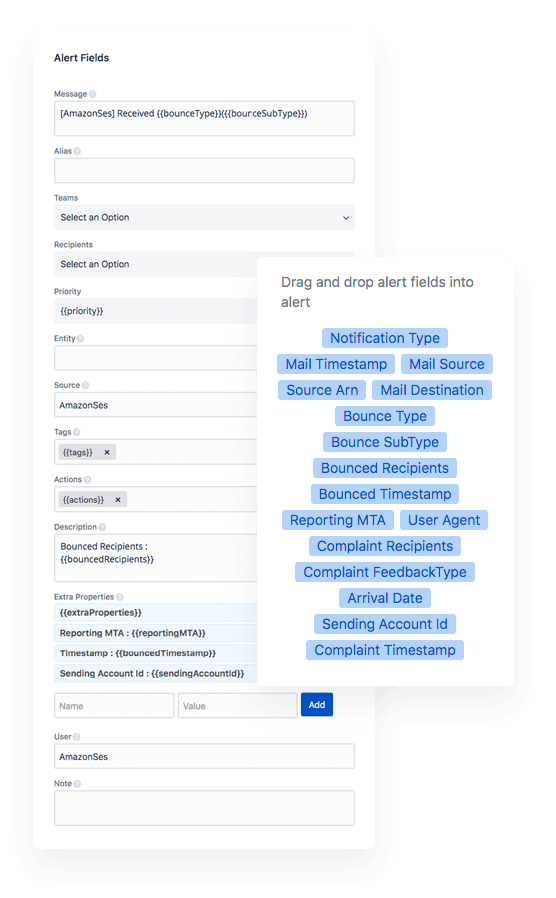 Alert Fields
Message
[AmazonSes] Received {{bounceType}}({{bourceSubType}})
Alias
Teams
Select an Option
Recipients
Select an Option
Priority
{{priority}}
Entity
Source
AmazonSes
Tags
{{tags}} ×
Actions
{{actions}} ×
Description
Bounced Recipients :
{{bouncedRecipients}}
Extra Properties
{{extraProperties}}
Reporting MTA : {{reportingMTA}}
Timestamp : {{bouncedTimestamp}}
Sending Account Id : {{sendingAccountId}}
Name Value Add
User
AmazonSes
Note
Drag and drop alert fields into
alert
Notification Type
Mail Timestamp Mail Source
Source Arn Mail Destination
Bounce Type
Bounce SubType
Bounced Recipients
Bounced Timestamp
Reporting MTA User Agent
Complaint Recipients
Complaint FeedbackType
Arrival Date
Sending Account Id
Complaint Timestamp